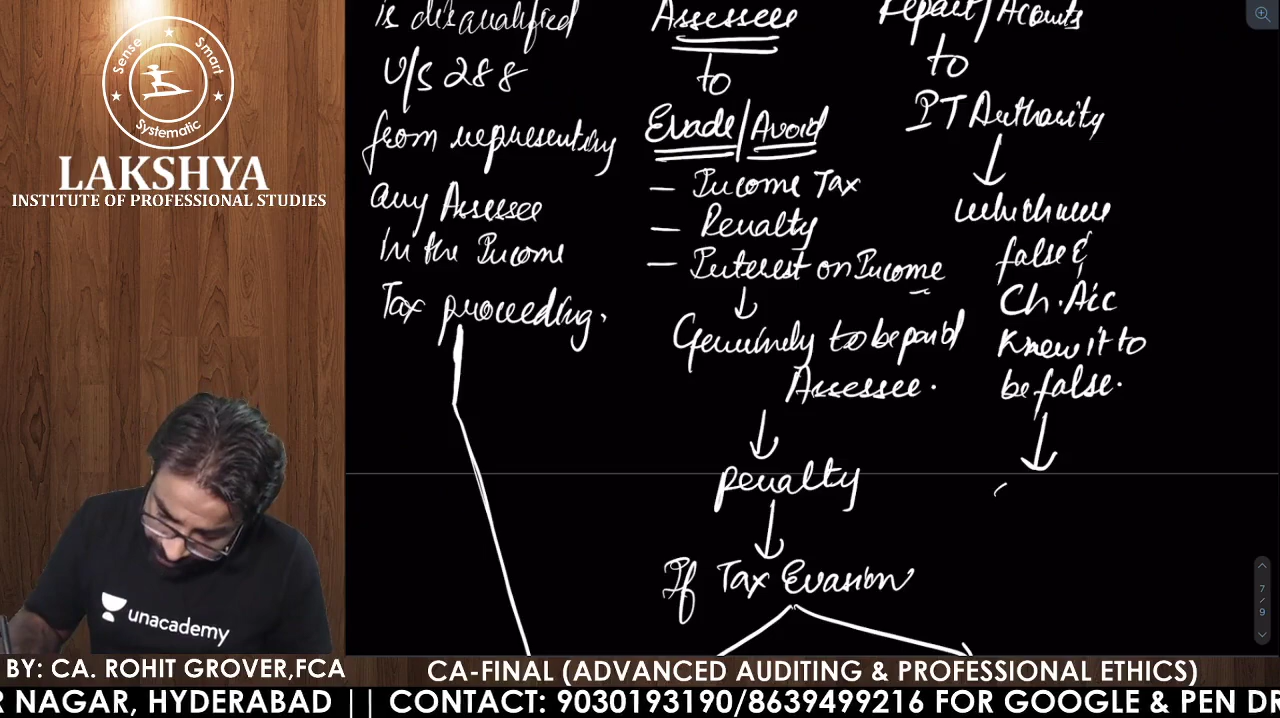 Sense
Smart
Systematic
LAKSHYA
INSTITUTE OF PROFESSIONAL STUDIES
is disqualified
U/s 288
from representing
any Assessee
In the Income
Tax proceeding.
Assessee
to
Evade/Avoid
– Income Tax
– Penalty
– Interest on Income
Genuinely to be paid
Assessee.
penalty
If Tax Evasion
Report/Accounts
to
IT Authority
which were
false &
Ch. A/c
knew it to
be false.
unacademy
7
/
9
BY: CA. ROHIT GROVER,FCA
CA-FINAL (ADVANCED AUDITING & PROFESSIONAL ETHICS)
R NAGAR, HYDERABAD || CONTACT: 9030193190/8639499216 FOR GOOGLE & PEN DR